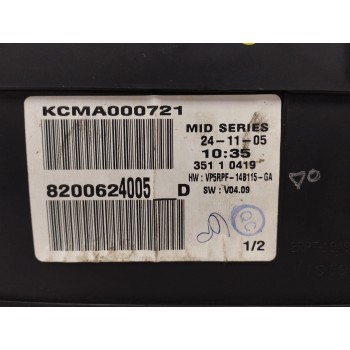 KCMA000721
MID SERIES
24-11-05
10:35
351 1 0419
HW : VP5RPF-14B115-GA
8200624005 D
SW : V04.09
QC
1/2